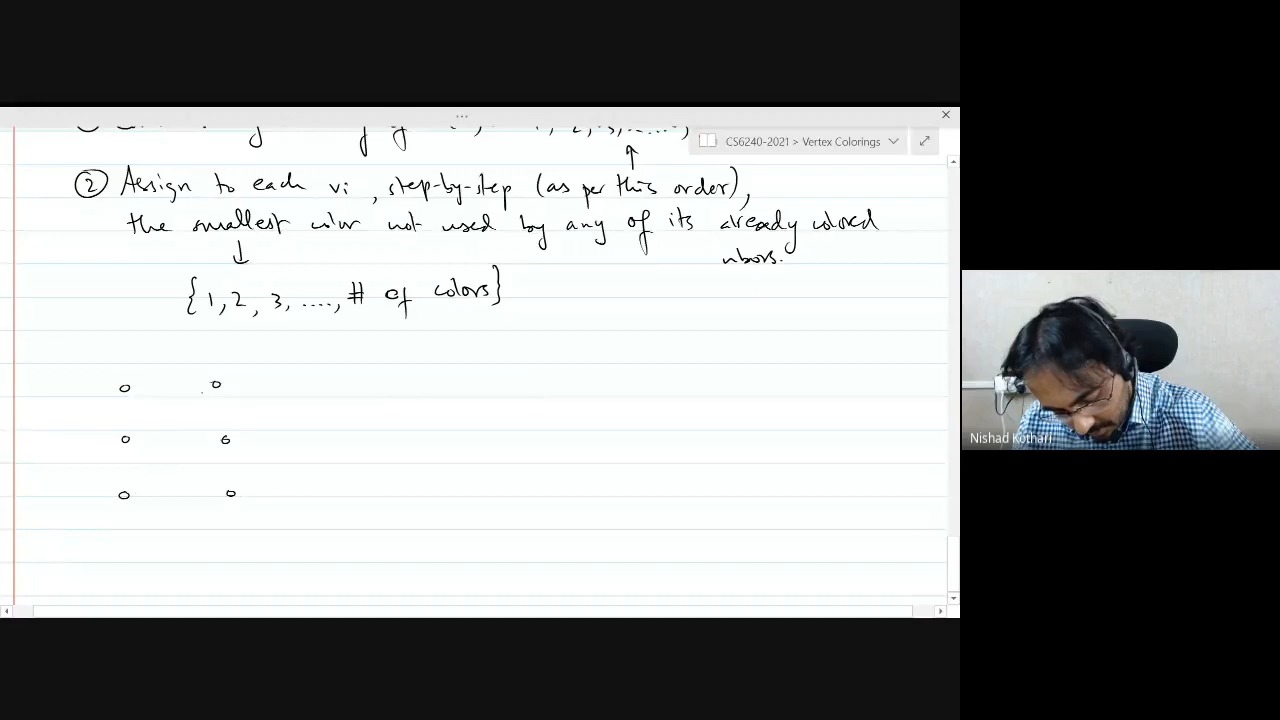 CS6240-2021 > Vertex Colorings
② Assign to each vi, step-by-step (as per this order),
the smallest color not used by any of its already colored
nbors.
{1, 2, 3, ...., # of colors}
Nishad Kothari